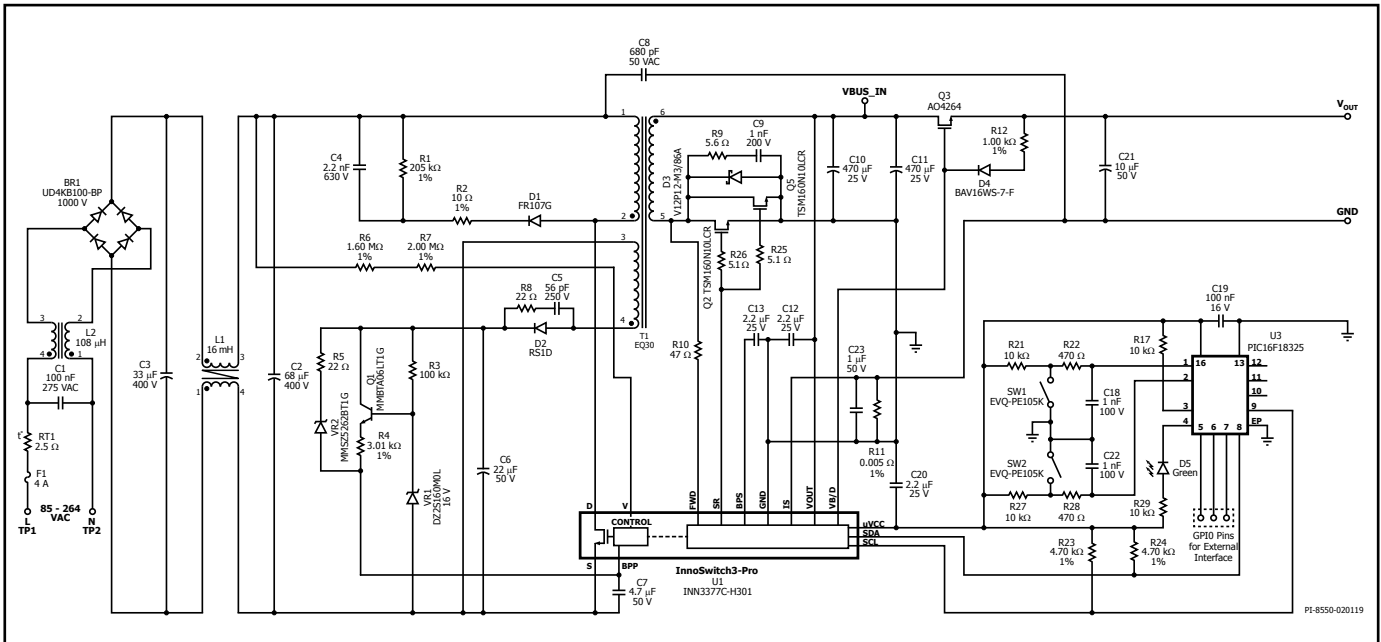 C8
680 pF
50 VAC
VBUS_IN
Q3
AO4264
V_OUT
GND
BR1
UD4KB100-BP
1000 V
C4
2.2 nF
630 V
R1
205 kΩ
1%
R2
10 Ω
1%
D1
FR107G
1
2
3
4
6
5
T1
EQ30
D3
V12P12-M3/86A
R9
5.6 Ω
C9
1 nF
200 V
Q5
TSM160N10LCR
C10
470 µF
25 V
C11
470 µF
25 V
R12
1.00 kΩ
1%
D4
BAV16WS-7-F
C21
10 µF
50 V
R6
1.60 MΩ
1%
R7
2.00 MΩ
1%
R8
22 Ω
C5
56 pF
250 V
D2
RS1D
Q2 TSM160N10LCR
R26
5.1 Ω
R25
5.1 Ω
C13
2.2 µF
25 V
C12
2.2 µF
25 V
R10
47 Ω
C23
1 µF
50 V
R11
0.005 Ω
1%
C20
2.2 µF
25 V
3
2
4
1
L2
108 µH
C1
100 nF
275 VAC
t°
RT1
2.5 Ω
F1
4 A
85 - 264
VAC
L
TP1
N
TP2
C3
33 µF
400 V
L1
16 mH
2
3
1
4
C2
68 µF
400 V
R5
22 Ω
VR2
MMSZ5262BT1G
Q1
MMBTA06LT1G
R3
100 kΩ
R4
3.01 kΩ
1%
VR1
DZ2S160M0L
16 V
C6
22 µF
50 V
D
V
S
BPP
CONTROL
FWD
SR
BPS
GND
IS
VOUT
VB/D
uVCC
SDA
SCL
InnoSwitch3-Pro
U1
INN3377C-H301
C7
4.7 µF
50 V
C19
100 nF
16 V
U3
PIC16F18325
R17
10 kΩ
R21
10 kΩ
R22
470 Ω
SW1
EVQ-PE105K
C18
1 nF
100 V
SW2
EVQ-PE105K
C22
1 nF
100 V
R27
10 kΩ
R28
470 Ω
1
2
3
4
16
13
12
11
10
9
EP
5
6
7
8
D5
Green
R29
10 kΩ
GPIO Pins
for External
Interface
R23
4.70 kΩ
1%
R24
4.70 kΩ
1%
PI-8550-020119